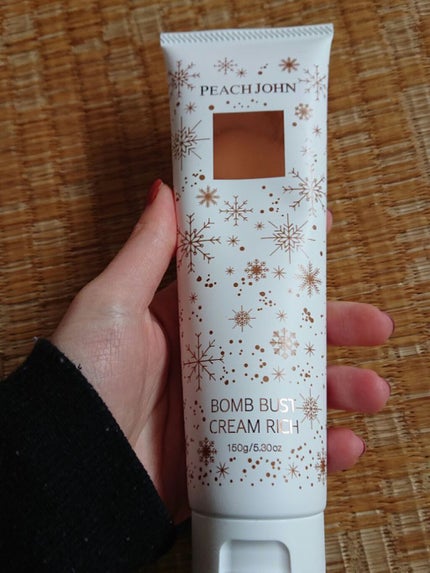 PEACH JOHN
BOMB BUST
CREAM RICH
150g/5.30oz